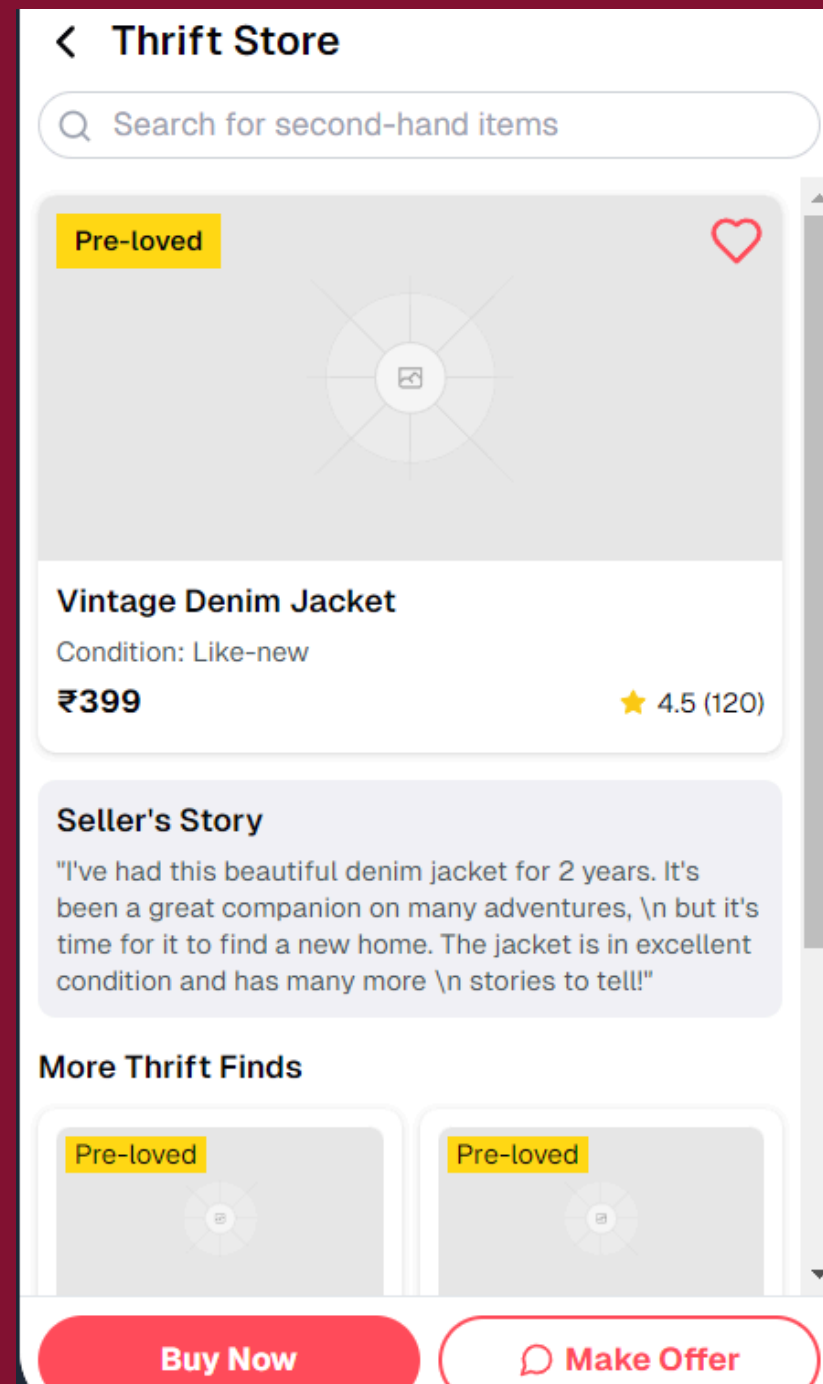 Thrift Store
Search for second-hand items
Pre-loved
Vintage Denim Jacket
Condition: Like-new
₹399
4.5 (120)
Seller's Story
"I've had this beautiful denim jacket for 2 years. It's
been a great companion on many adventures, \n but it's
time for it to find a new home. The jacket is in excellent
condition and has many more \n stories to tell!"
More Thrift Finds
Pre-loved
Pre-loved
Buy Now
Make Offer